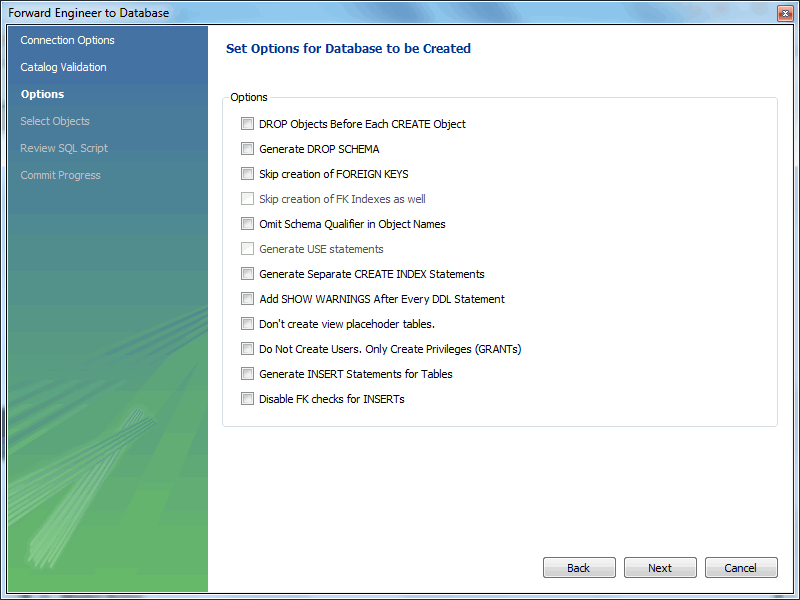 Forward Engineer to Database
Connection Options
Catalog Validation
Options
Select Objects
Review SQL Script
Commit Progress
Set Options for Database to be Created
Options
DROP Objects Before Each CREATE Object
Generate DROP SCHEMA
Skip creation of FOREIGN KEYS
Skip creation of FK Indexes as well
Omit Schema Qualifier in Object Names
Generate USE statements
Generate Separate CREATE INDEX Statements
Add SHOW WARNINGS After Every DDL Statement
Don't create view placehoder tables.
Do Not Create Users. Only Create Privileges (GRANTs)
Generate INSERT Statements for Tables
Disable FK checks for INSERTs
Back Next Cancel